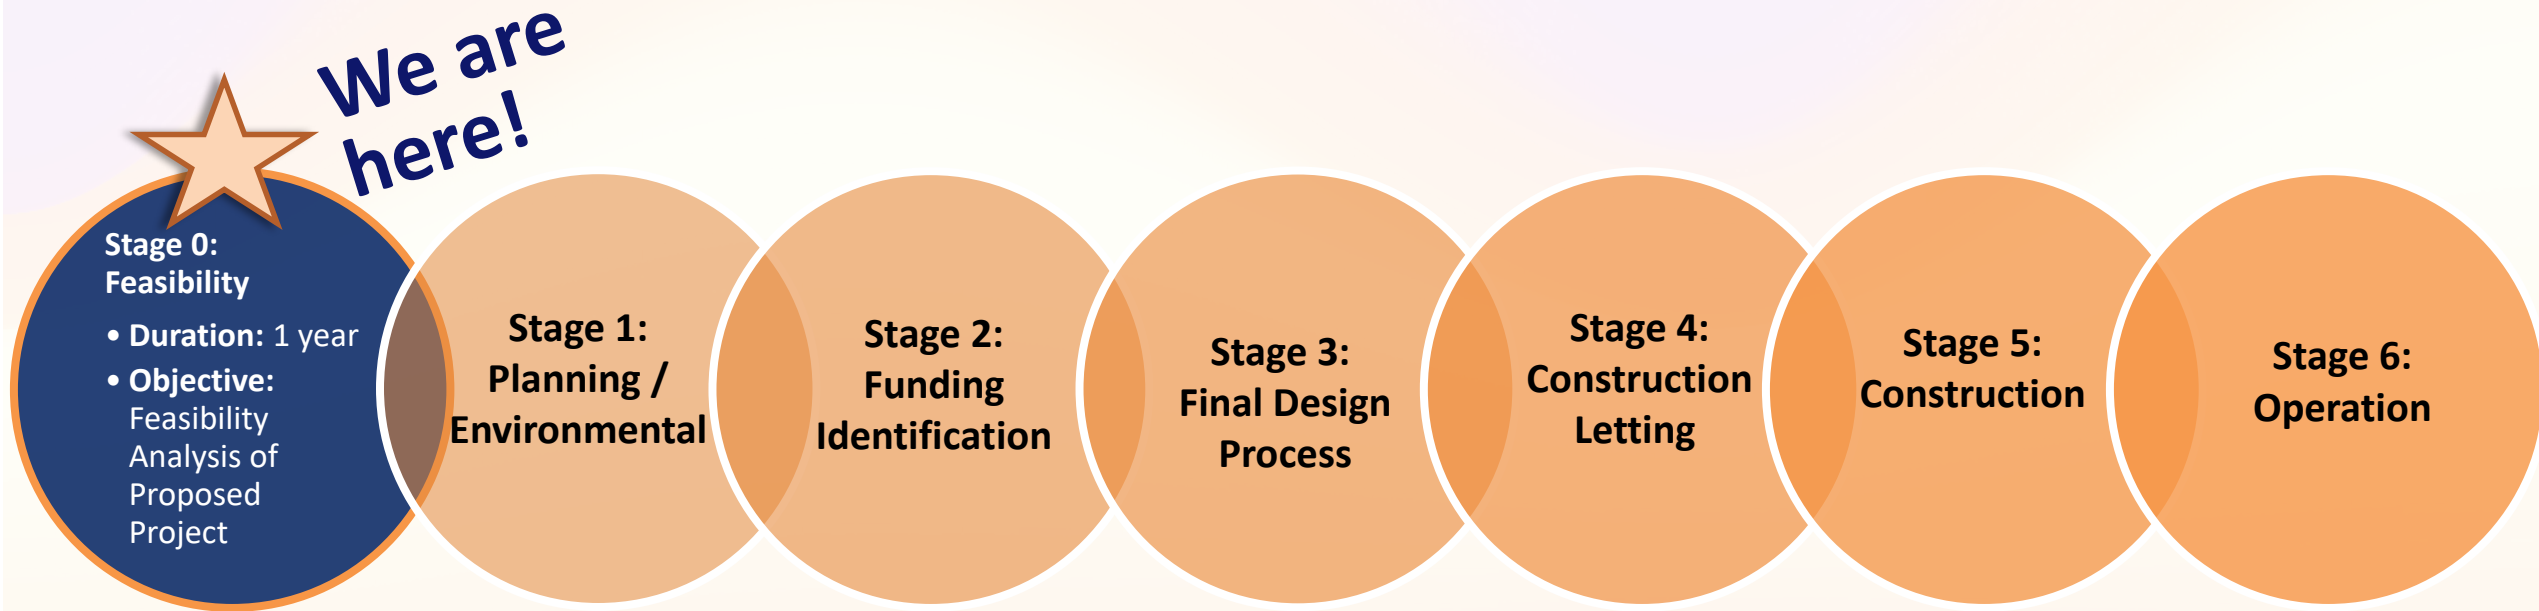 We are
here!
Stage 0:
Feasibility
• Duration: 1 year
• Objective:
Feasibility
Analysis of
Proposed
Project
Stage 1:
Planning /
Environmental
Stage 2:
Funding
Identification
Stage 3:
Final Design
Process
Stage 4:
Construction
Letting
Stage 5:
Construction
Stage 6:
Operation